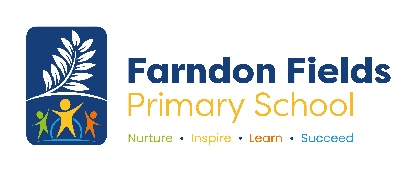 Farndon Fields
Primary School
Nurture • Inspire • Learn • Succeed